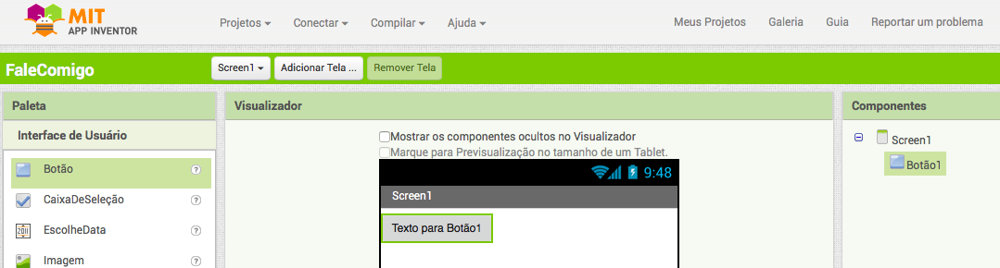 MIT
APP INVENTOR
Projetos Conectar Compilar Ajuda Meus Projetos Galeria Guia Reportar um problema
FaleComigo Screen1 Adicionar Tela ... Remover Tela
Paleta Visualizador Componentes
Interface de Usuário
Botão ?
CaixaDeSeleção ?
EscolheData ?
Imagem ?
Mostrar os componentes ocultos no Visualizador
Marque para Previsualização no tamanho de um Tablet.
9:48
Screen1
Texto para Botão1
Screen1
Botão1